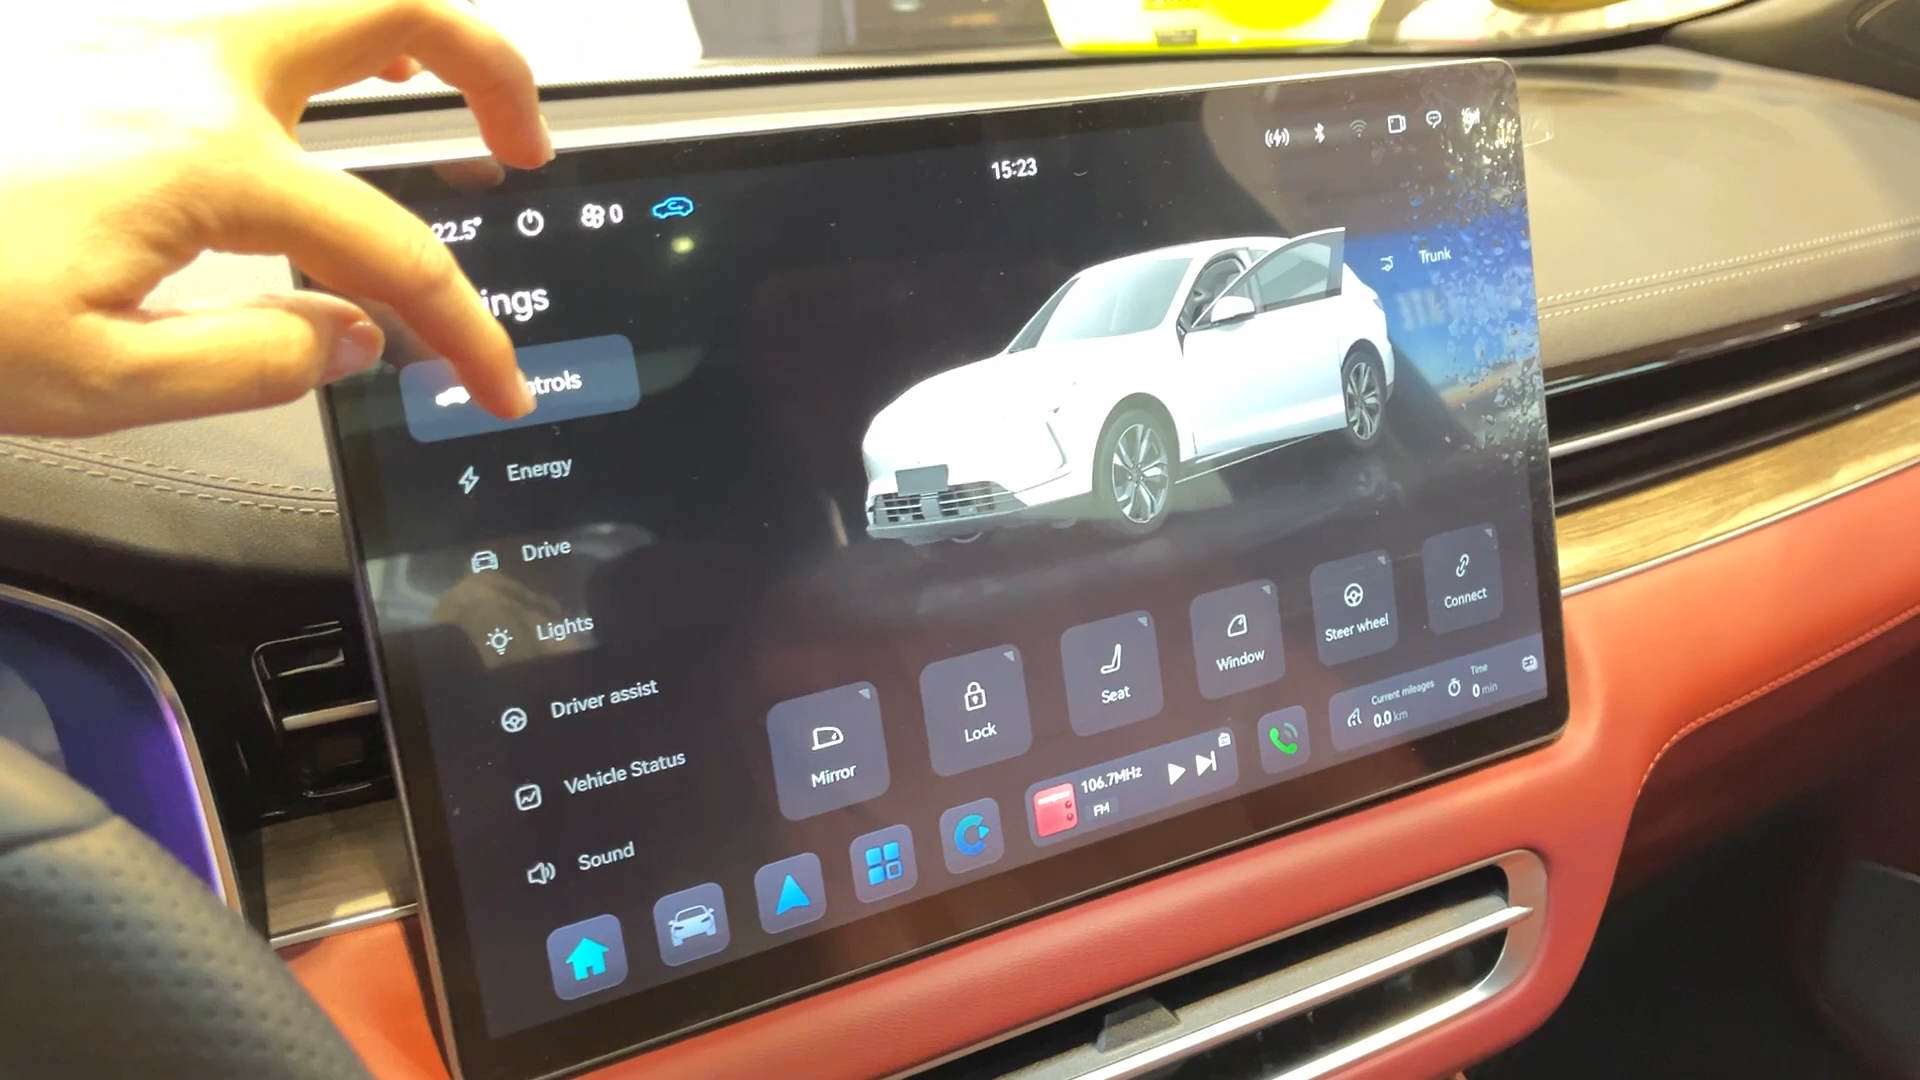 15:23
22.5°
0
ings
Trunk
trols
Energy
Drive
Lights
Driver assist
Vehicle Status
Sound
Mirror
Lock
Seat
Window
Steer wheel
Connect
106.7MHz
FM
Current mileages
0.0 km
Time
0 min